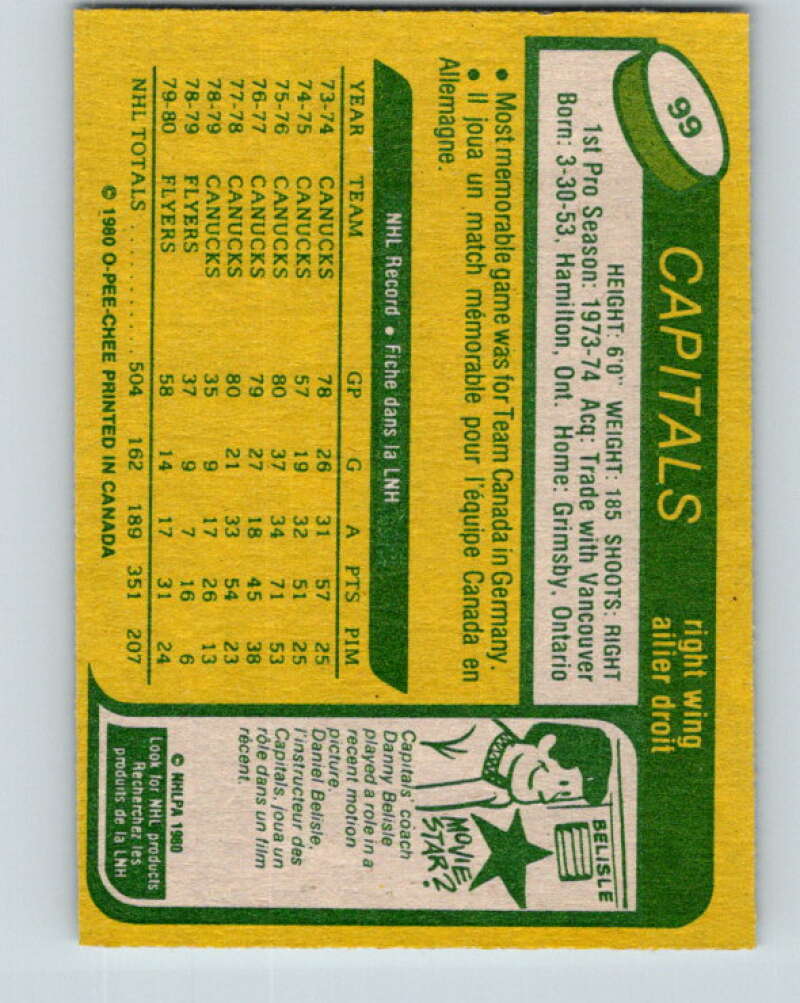 99
CAPITALS
right wing
ailier droit
HEIGHT: 6'0" WEIGHT: 185 SHOOTS: RIGHT
1st Pro Season: 1973-74 Acq: Trade with Vancouver
Born: 3-30-53, Hamilton, Ont. Home: Grimsby, Ontario
• Most memorable game was for Team Canada in Germany.
• Il joua un match mémorable pour l'équipe Canada en
Allemagne.
NHL Record • Fiche dans la LNH
YEAR TEAM GP G A PTS PIM
73-74 CANUCKS 78 26 31 57 25
74-75 CANUCKS 57 19 32 51 25
75-76 CANUCKS 80 37 34 71 53
76-77 CANUCKS 79 27 18 45 38
77-78 CANUCKS 80 21 33 54 23
78-79 CANUCKS 35 9 17 26 13
78-79 FLYERS 37 9 7 16 6
79-80 FLYERS 58 14 17 31 24
NHL TOTALS . . . . . . . . . . . 504 162 189 351 207
© 1980 O-PEE-CHEE PRINTED IN CANADA
BELISLE
MOVIE
STAR?
Capitals' coach
Danny Belisle
played a role in a
recent motion
picture.
Daniel Belisle,
l'instructeur des
Capitals, joua un
rôle dans un film
récent.
© NHLPA 1980
Look for NHL products
Recherchez les
produits de la LNH